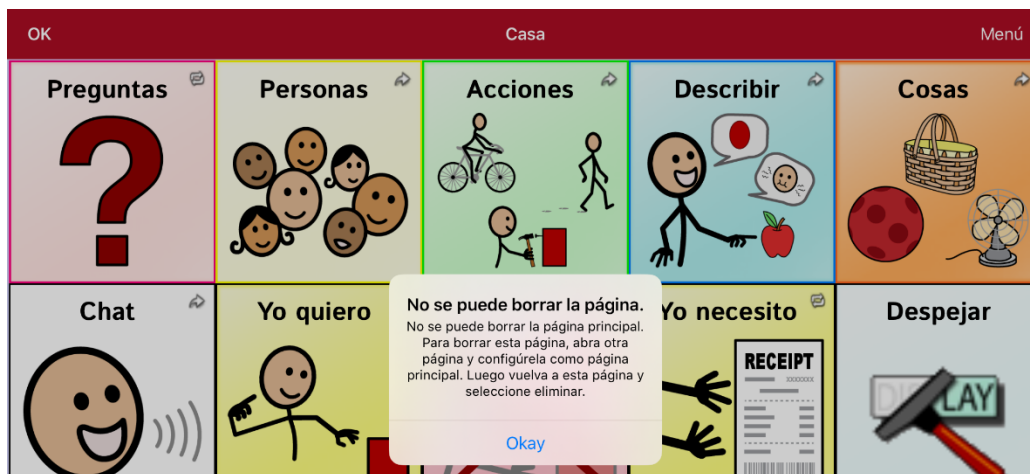 OK Casa Menú
Preguntas Personas Acciones Describir Cosas
Chat Yo quiero Yo necesito Despejar
No se puede borrar la página.
No se puede borrar la página principal.
Para borrar esta página, abra otra
página y configúrela como página
principal. Luego vuelva a esta página y
seleccione eliminar.
Okay
RECEIPT
XXXXXXX
DISPLAY